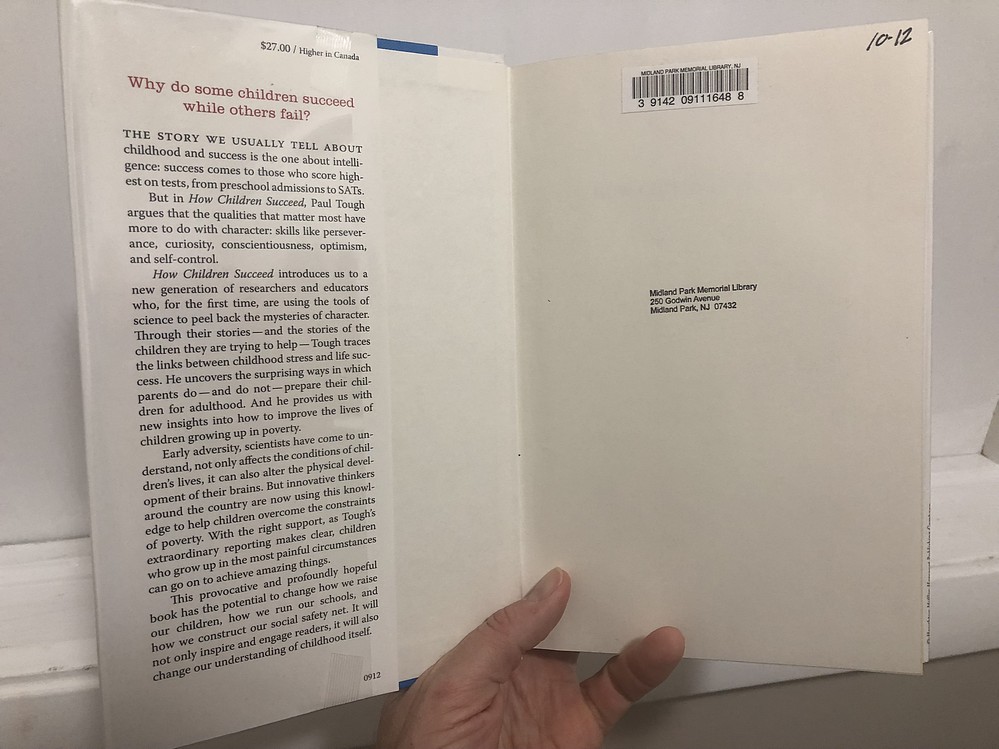 $27.00 / Higher in Canada
Why do some children succeed
while others fail?
THE STORY WE USUALLY TELL ABOUT
childhood and success is the one about intelli-
gence: success comes to those who score high-
est on tests, from preschool admissions to SATs.
But in How Children Succeed, Paul Tough
argues that the qualities that matter most have
more to do with character: skills like persever-
ance, curiosity, conscientiousness, optimism,
and self-control.
How Children Succeed introduces us to a
new generation of researchers and educators
who, for the first time, are using the tools of
science to peel back the mysteries of character.
Through their stories — and the stories of the
children they are trying to help — Tough traces
the links between childhood stress and life suc-
cess. He uncovers the surprising ways in which
parents do — and do not — prepare their chil-
dren for adulthood. And he provides us with
new insights into how to improve the lives of
children growing up in poverty.
Early adversity, scientists have come to un-
derstand, not only affects the conditions of chil-
dren's lives, it can also alter the physical devel-
opment of their brains. But innovative thinkers
around the country are now using this knowl-
edge to help children overcome the constraints
of poverty. With the right support, as Tough's
extraordinary reporting makes clear, children
who grow up in the most painful circumstances
can go on to achieve amazing things.
This provocative and profoundly hopeful
book has the potential to change how we raise
our children, how we run our schools, and
how we construct our social safety net. It will
not only inspire and engage readers, it will also
change our understanding of childhood itself.
0912
10-12
MIDLAND PARK MEMORIAL LIBRARY, NJ
3 9142 09111648 8
Midland Park Memorial Library
250 Godwin Avenue
Midland Park, NJ 07432